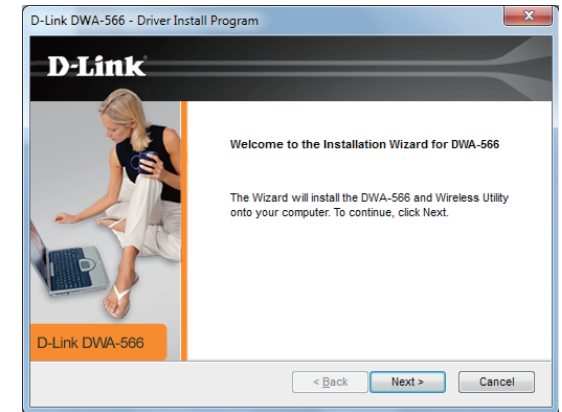 D-Link DWA-566 - Driver Install Program
D-Link
Welcome to the Installation Wizard for DWA-566
The Wizard will install the DWA-566 and Wireless Utility
onto your computer. To continue, click Next.
D-Link DWA-566
< Back Next > Cancel